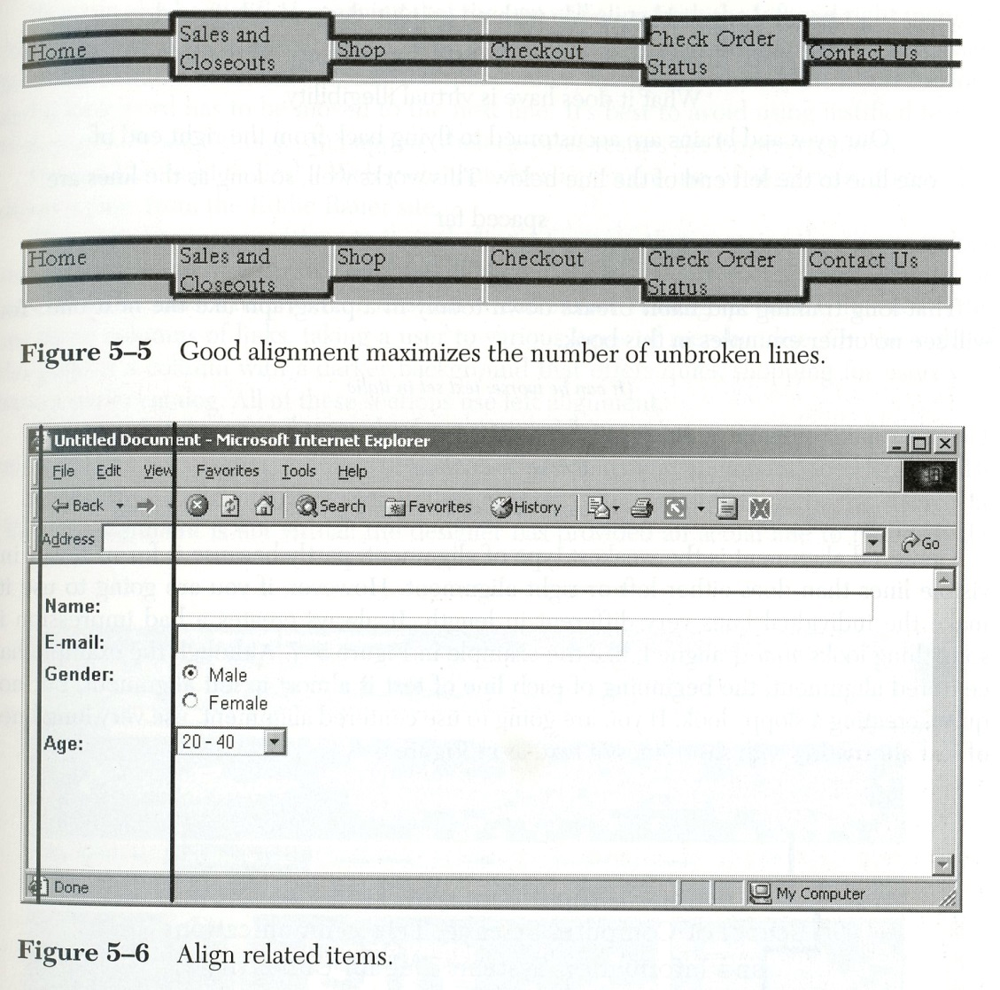 Home
Sales and
Closeouts
Shop
Checkout
Check Order
Status
Contact Us
Home
Sales and
Closeouts
Shop
Checkout
Check Order
Status
Contact Us
Figure 5–5 Good alignment maximizes the number of unbroken lines.
Untitled Document - Microsoft Internet Explorer
File Edit View Favorites Tools Help
Back Search Favorites History
Address Go
Name:
E-mail:
Gender: Male
Female
Age: 20 - 40
Done My Computer
Figure 5–6 Align related items.